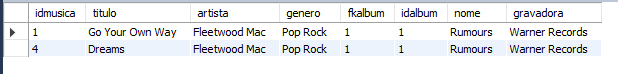 idmusica titulo artista genero fkalbum idalbum nome gravadora
1 Go Your Own Way Fleetwood Mac Pop Rock 1 1 Rumours Warner Records
4 Dreams Fleetwood Mac Pop Rock 1 1 Rumours Warner Records